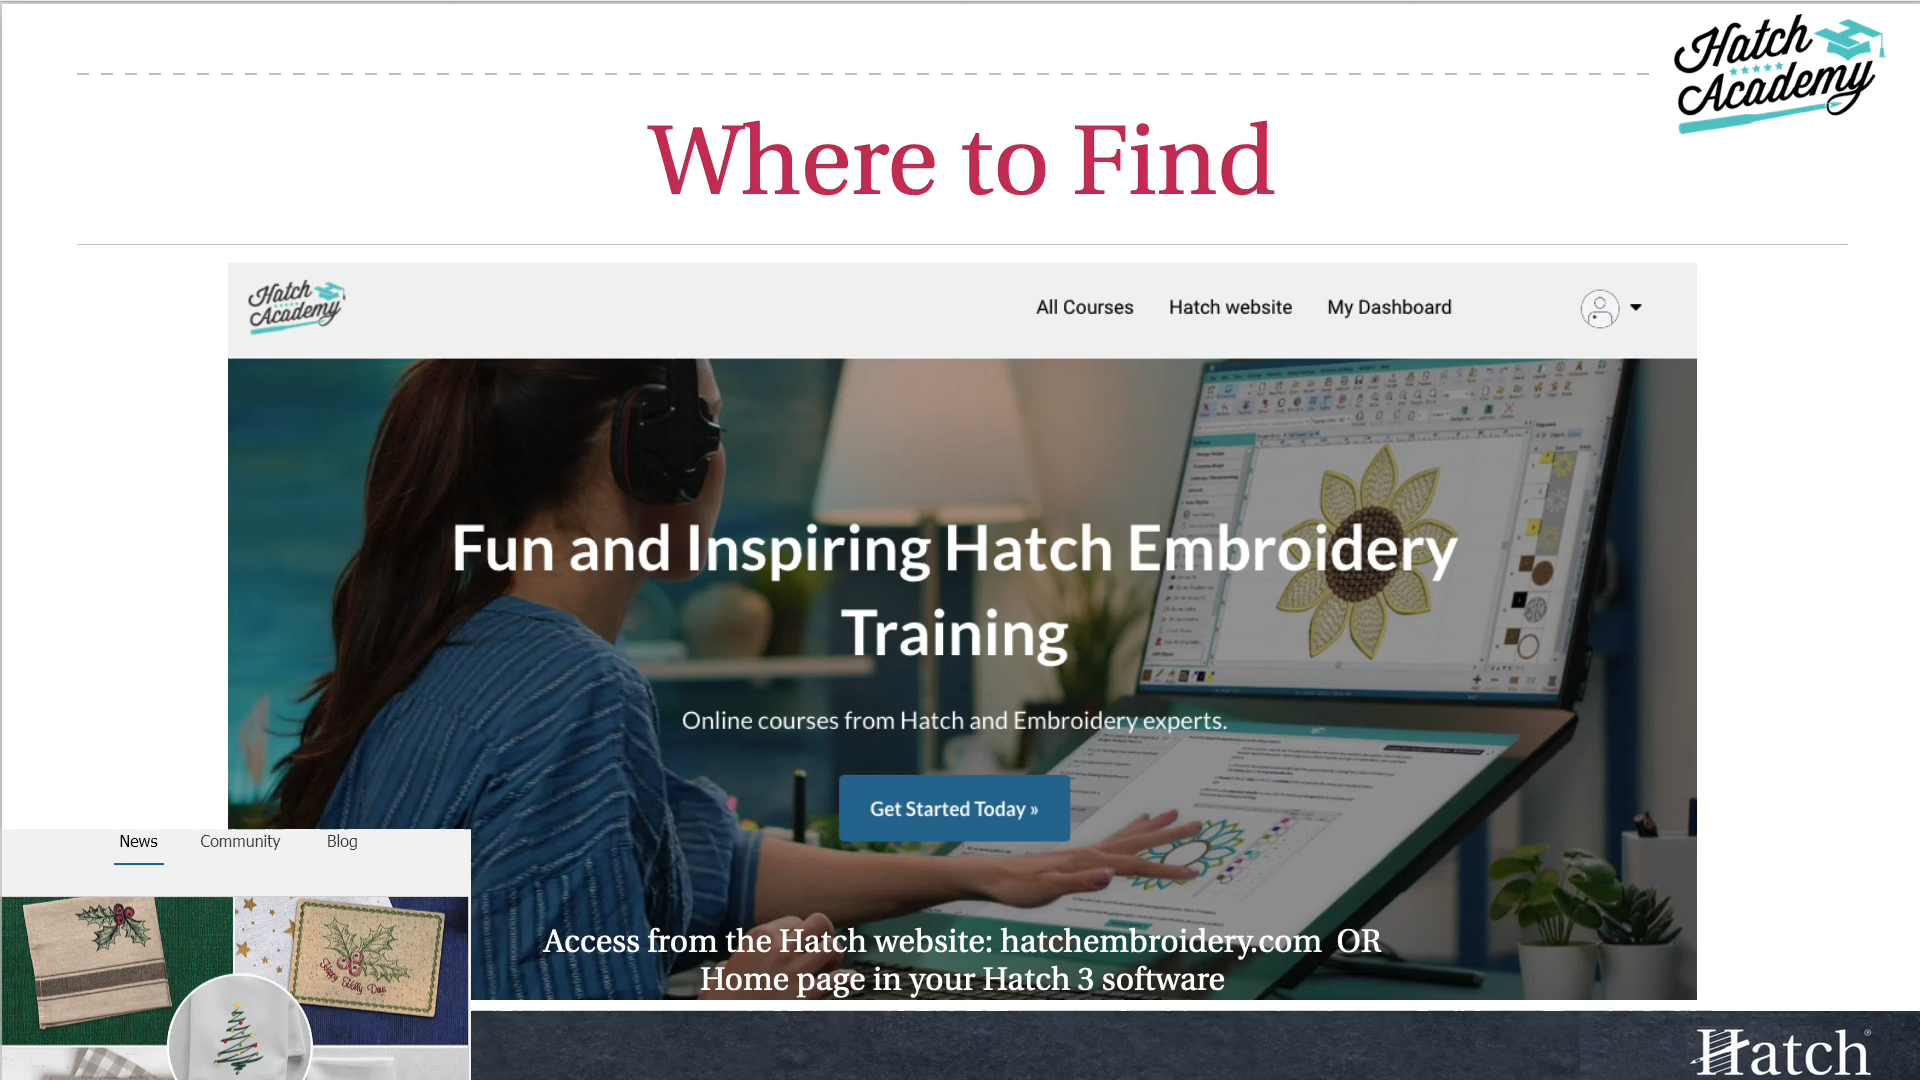 Hatch
Academy
Where to Find
Hatch
Academy
All Courses
Hatch website
My Dashboard
Fun and Inspiring Hatch Embroidery
Training
Online courses from Hatch and Embroidery experts.
Get Started Today »
News
Community
Blog
Access from the Hatch website: hatchembroidery.com OR
Home page in your Hatch 3 software
Hatch®